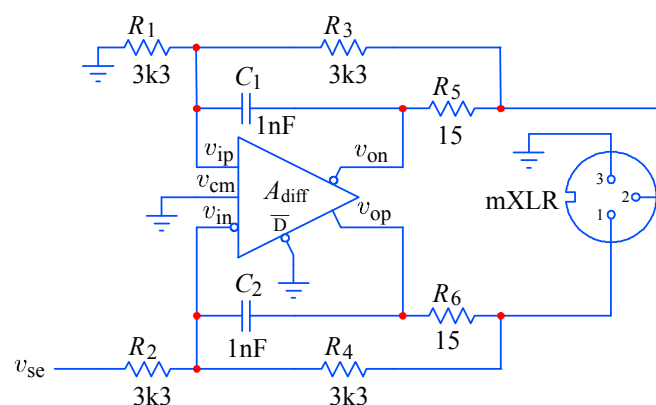 R1
3k3
R3
3k3
C1
1nF
R5
15
vip
von
vcm
Adiff
vin
vop
D
mXLR
3
2
1
C2
1nF
R6
15
vse
R2
3k3
R4
3k3